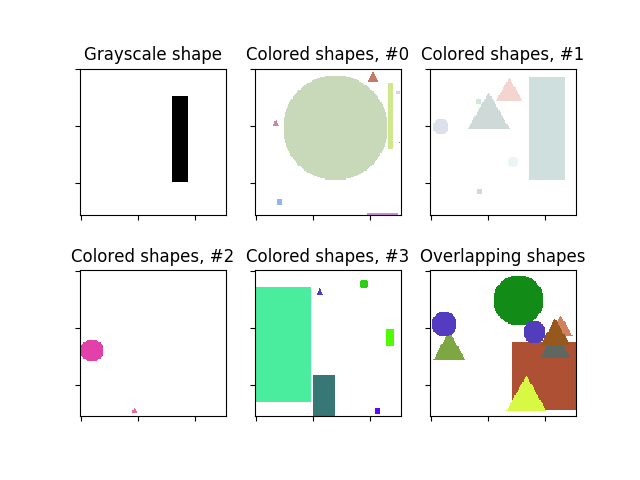 Grayscale shape
Colored shapes, #0
Colored shapes, #1
Colored shapes, #2
Colored shapes, #3
Overlapping shapes